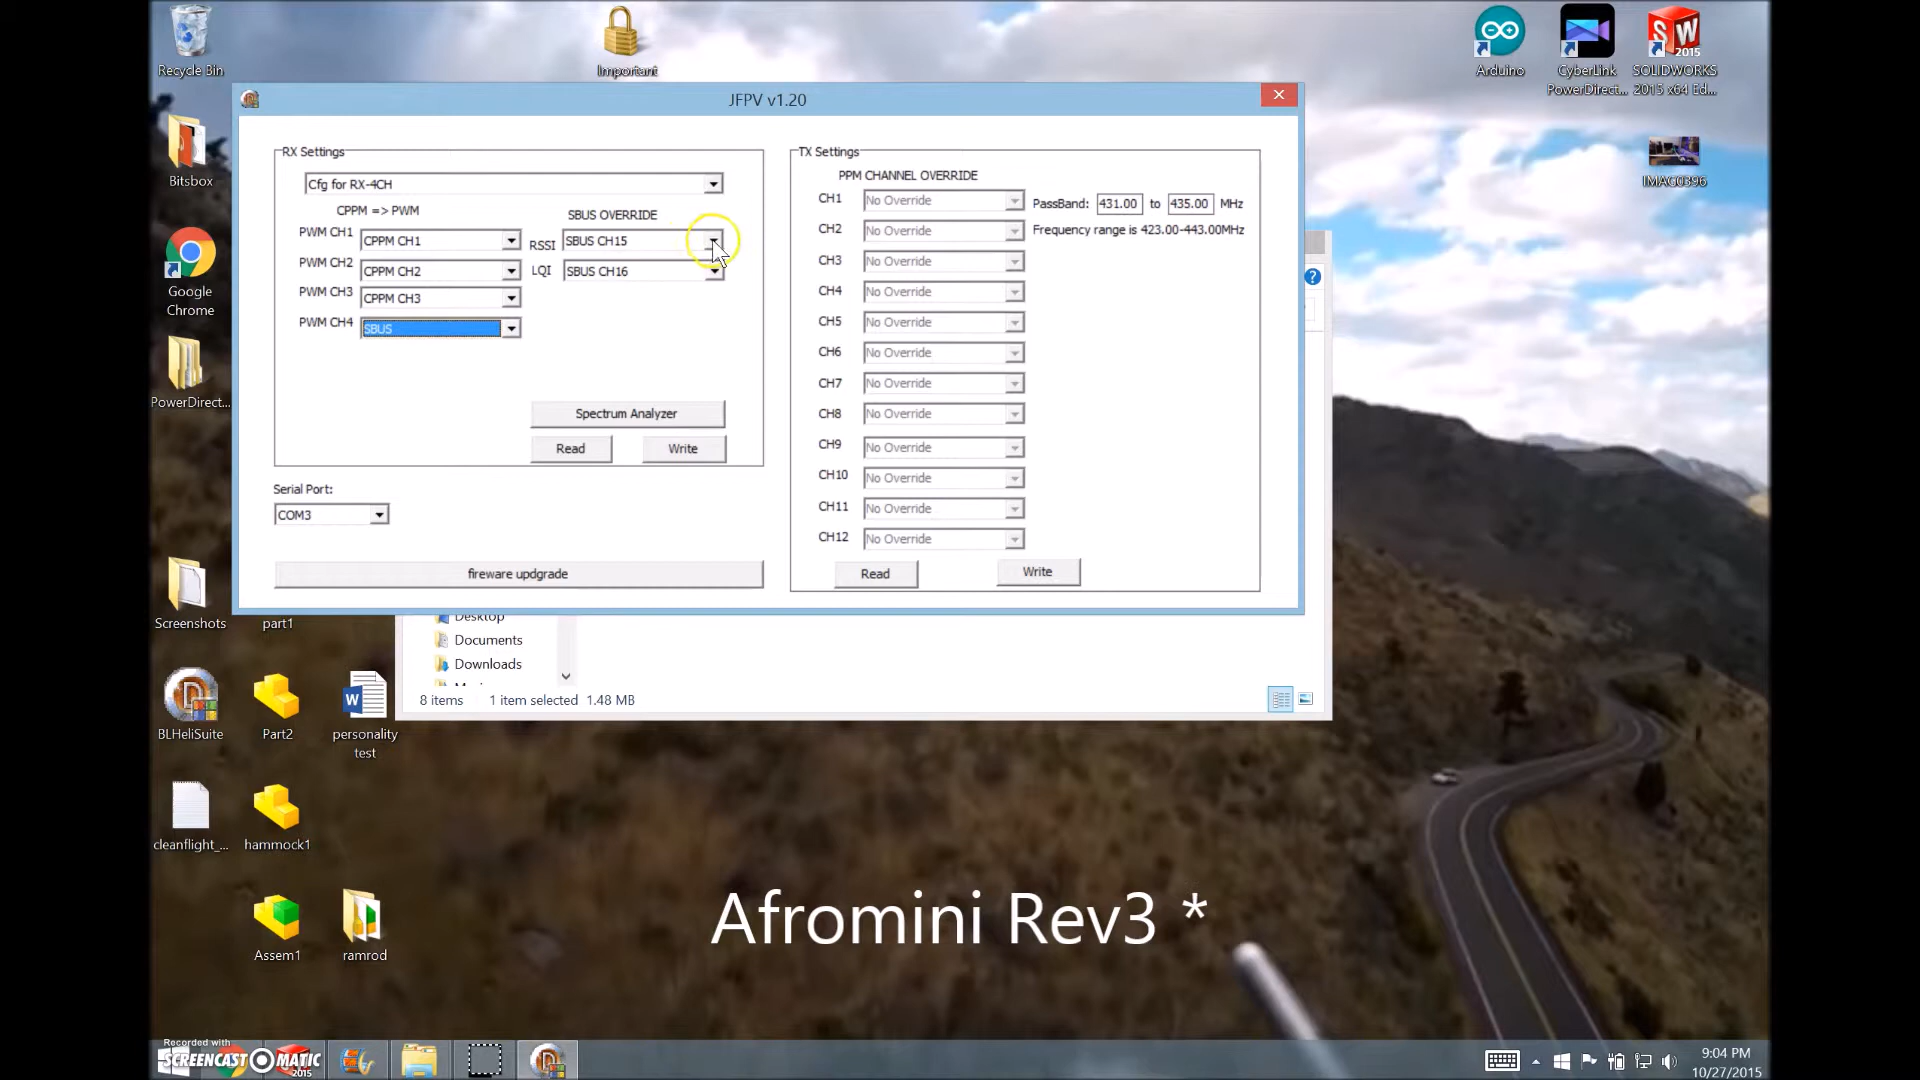 Recycle Bin
Important
Arduino
CyberLink
PowerDirect...
SOLIDWORKS
2015 x64 Ed...
SW
2015
Bitsbox
IMAG0396
Google
Chrome
PowerDirect...
Screenshots
part1
BLHeliSuite
Part2
personality
test
cleanflight_...
hammock1
Assem1
ramrod
JFPV v1.20
RX Settings
Cfg for RX-4CH
CPPM => PWM
SBUS OVERRIDE
PWM CH1
CPPM CH1
RSSI
SBUS CH15
PWM CH2
CPPM CH2
LQI
SBUS CH16
PWM CH3
CPPM CH3
PWM CH4
SBUS
Spectrum Analyzer
Read
Write
Serial Port:
COM3
fireware updgrade
TX Settings
PPM CHANNEL OVERRIDE
CH1
No Override
PassBand:
431.00
to
435.00
MHz
CH2
No Override
Frequency range is 423.00-443.00MHz
CH3
No Override
CH4
No Override
CH5
No Override
CH6
No Override
CH7
No Override
CH8
No Override
CH9
No Override
CH10
No Override
CH11
No Override
CH12
No Override
Read
Write
Desktop
Documents
Downloads
8 items
1 item selected
1.48 MB
Afromini Rev3 *
Recorded with
SCREENCAST O MATIC
2015
9:04 PM
10/27/2015